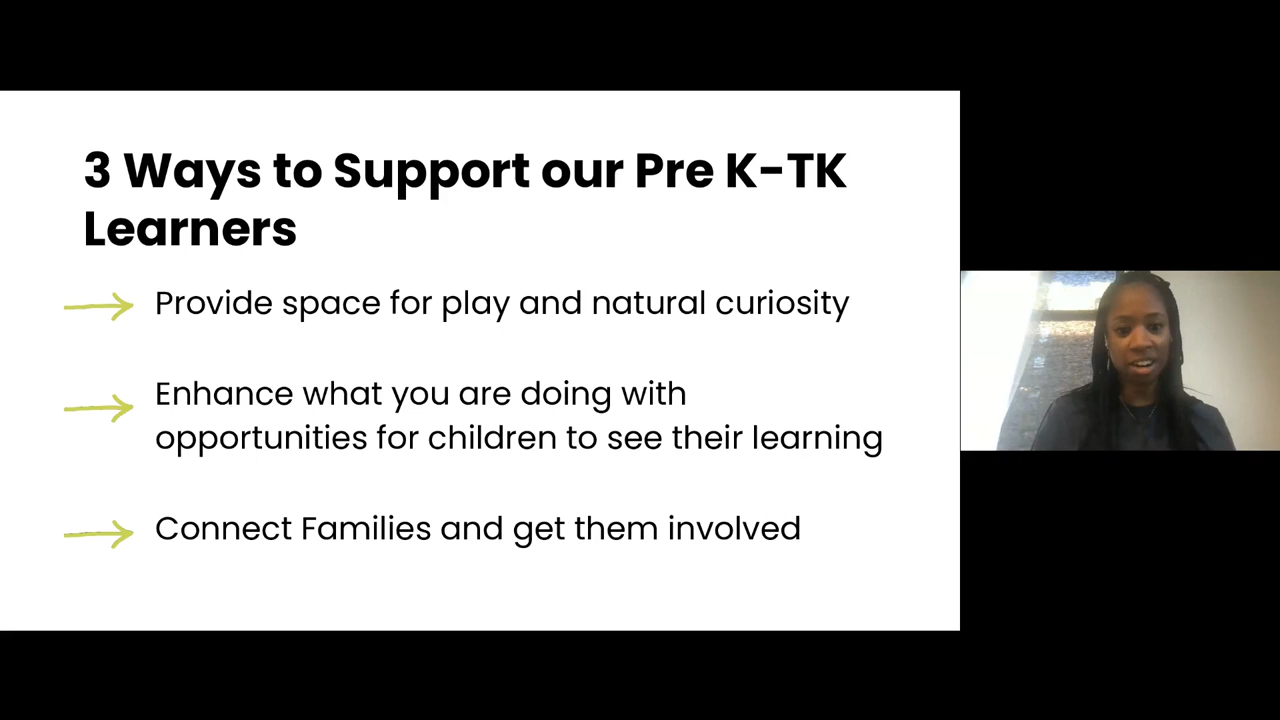 3 Ways to Support our Pre K-TK
Learners
Provide space for play and natural curiosity
Enhance what you are doing with
opportunities for children to see their learning
Connect Families and get them involved